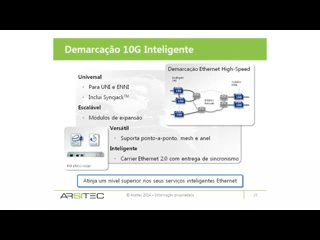 Demarcação 10G Inteligente
Demarcação Ethernet High-Speed
Universal
Para UNI e ENNI
Inclui Syncjack™
Escalável
Módulos de expansão
Versátil
Suporta ponto-a-ponto, mesh e anel
Inteligente
Carrier Ethernet 2.0 com entrega de sincronismo
Atinja um nível superior nos seus serviços inteligentes Ethernet
ARSITEC